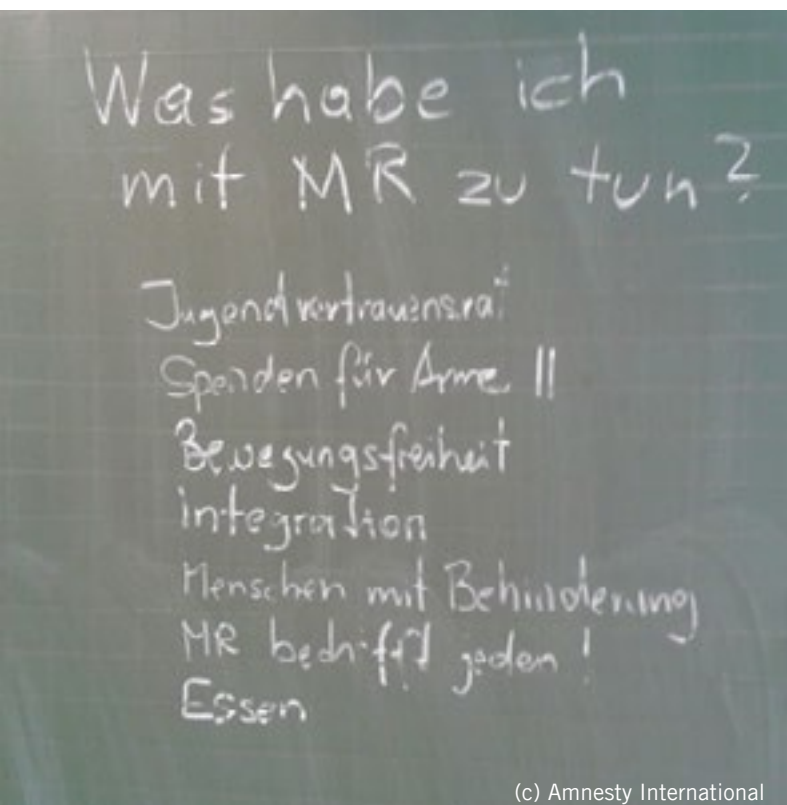 Was habe ich
mit MR zu tun?
Jugendvertrauensrat
Spenden für Arme II
Bewegungsfreiheit
integration
Menschen mit Behinderung
MR bedrifft jeden!
Essen
(c) Amnesty International